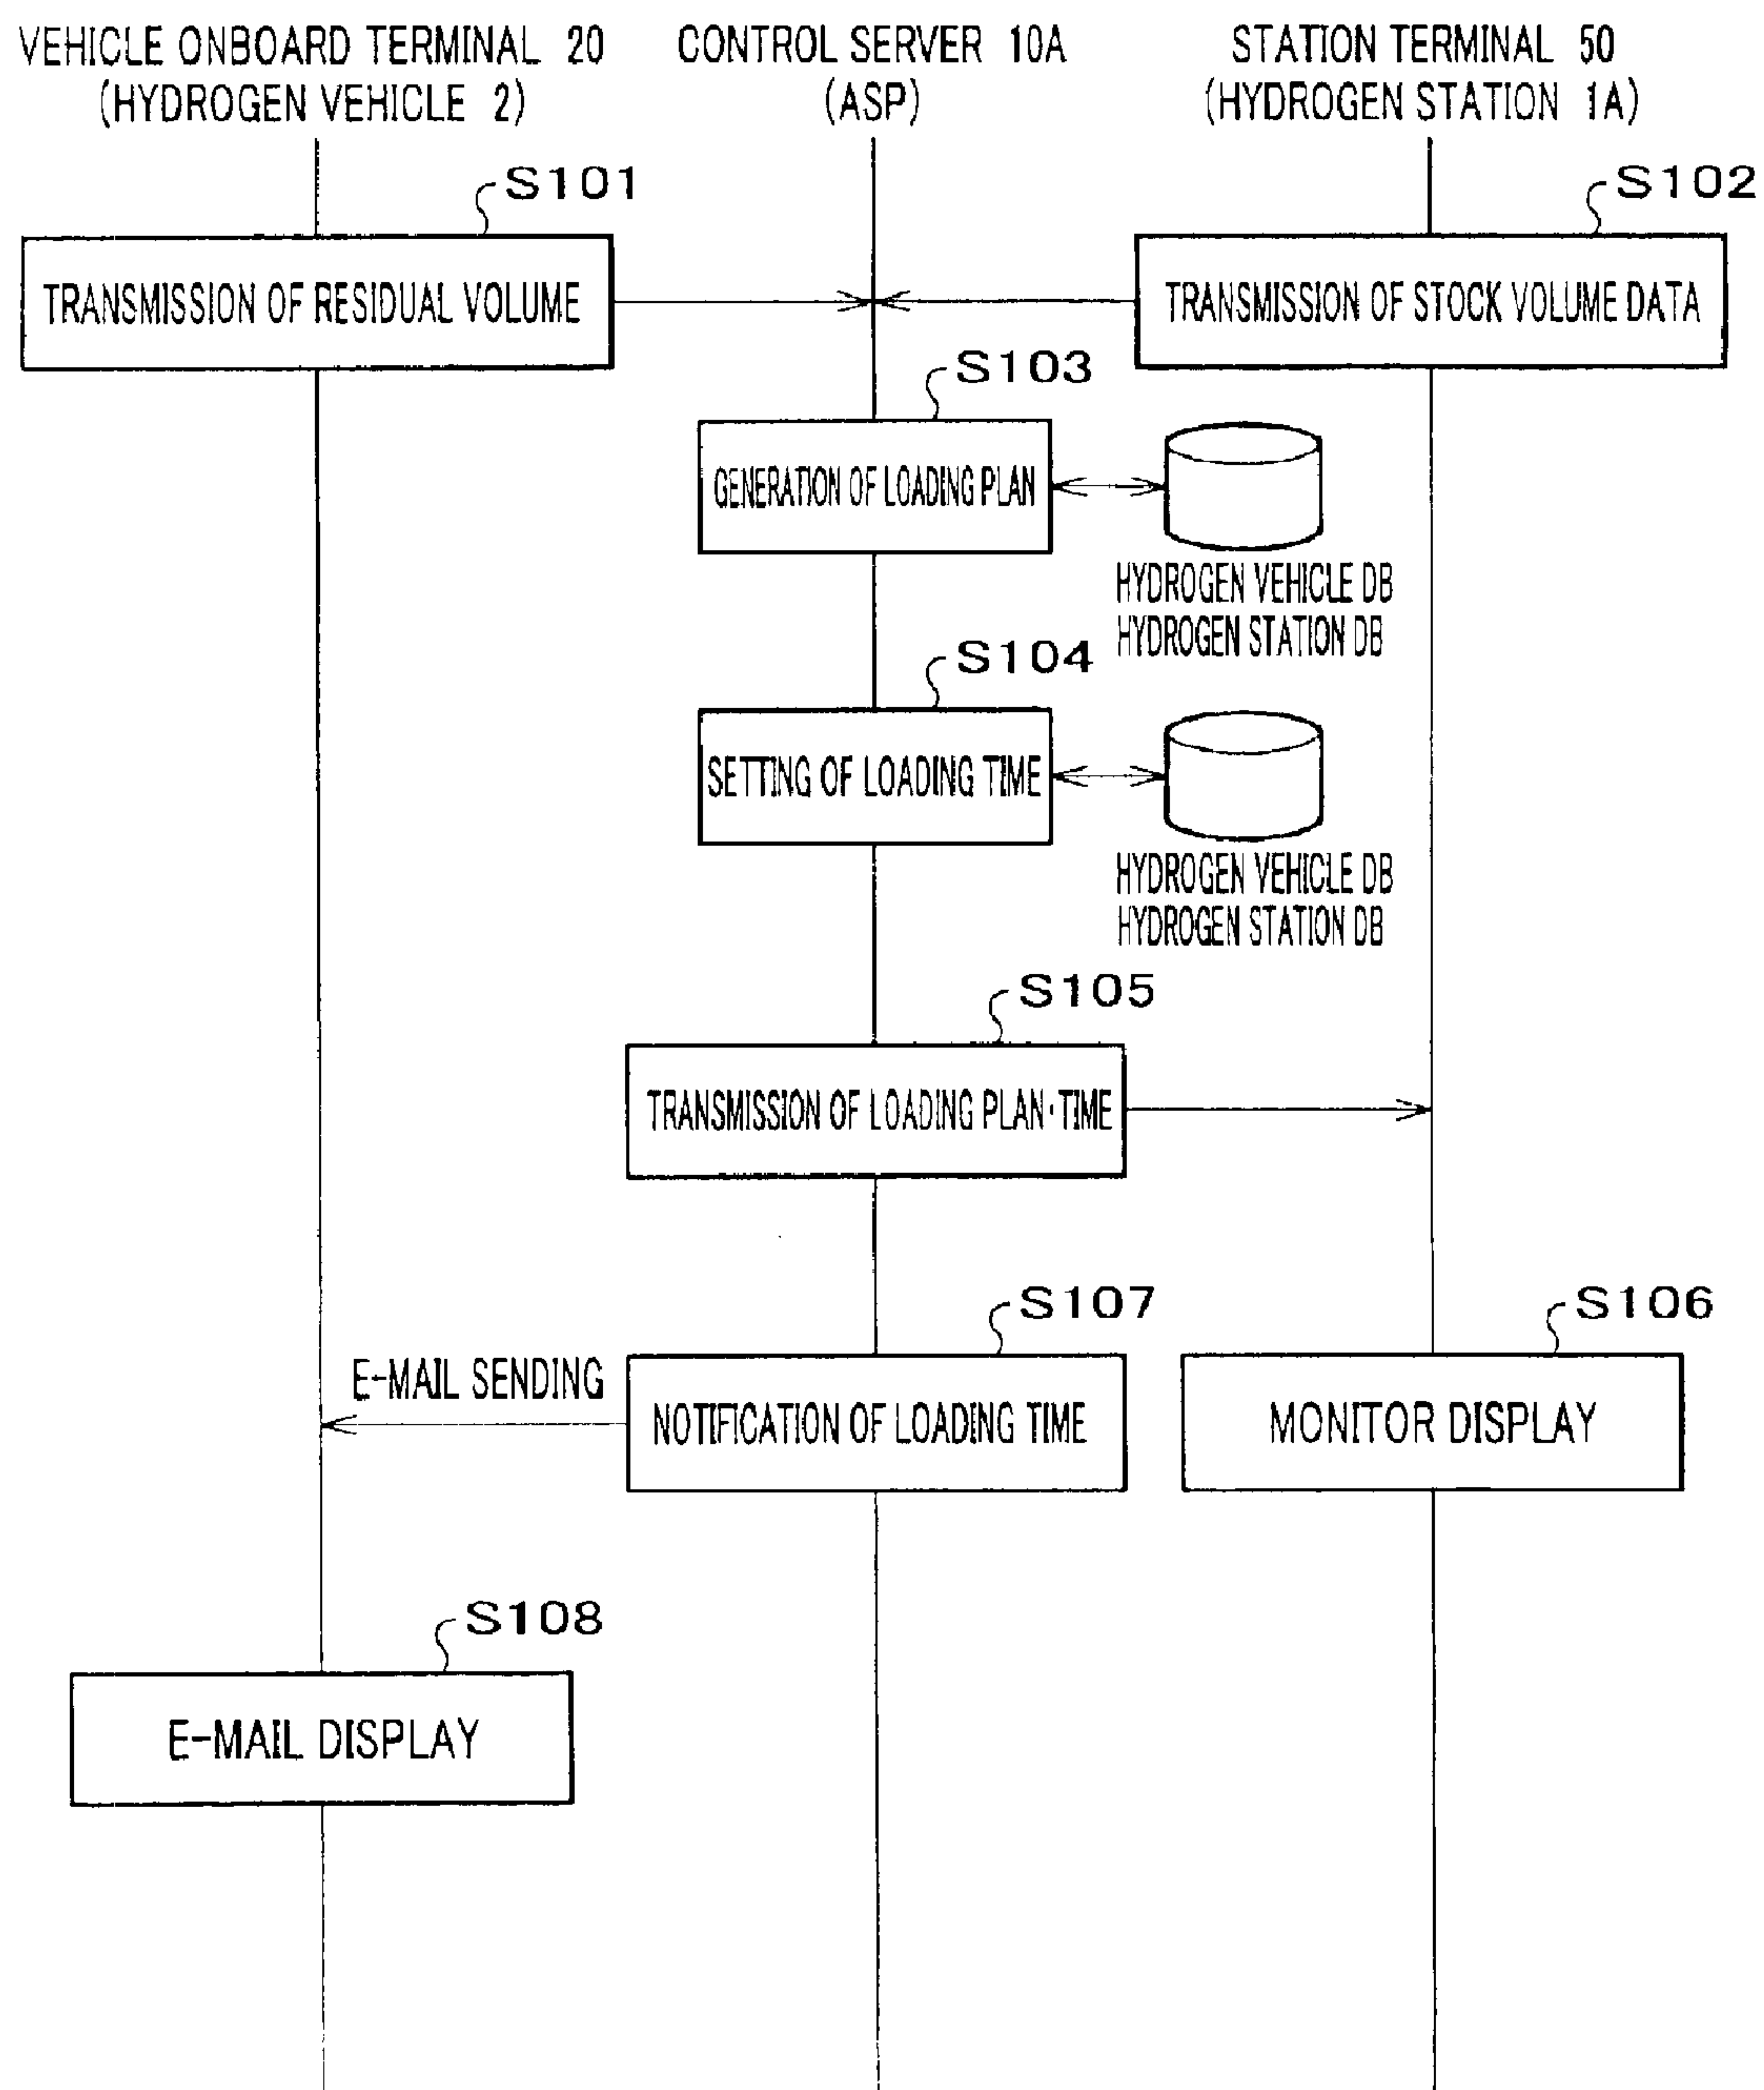 VEHICLE ONBOARD TERMINAL 20
(HYDROGEN VEHICLE 2)
CONTROL SERVER 10A
(ASP)
STATION TERMINAL 50
(HYDROGEN STATION 1A)
S101
TRANSMISSION OF RESIDUAL VOLUME
S102
TRANSMISSION OF STOCK VOLUME DATA
S103
GENERATION OF LOADING PLAN
HYDROGEN VEHICLE DB
HYDROGEN STATION DB
S104
SETTING OF LOADING TIME
HYDROGEN VEHICLE DB
HYDROGEN STATION DB
S105
TRANSMISSION OF LOADING PLAN·TIME
S107
S106
E-MAIL SENDING
NOTIFICATION OF LOADING TIME
MONITOR DISPLAY
S108
E-MAIL DISPLAY